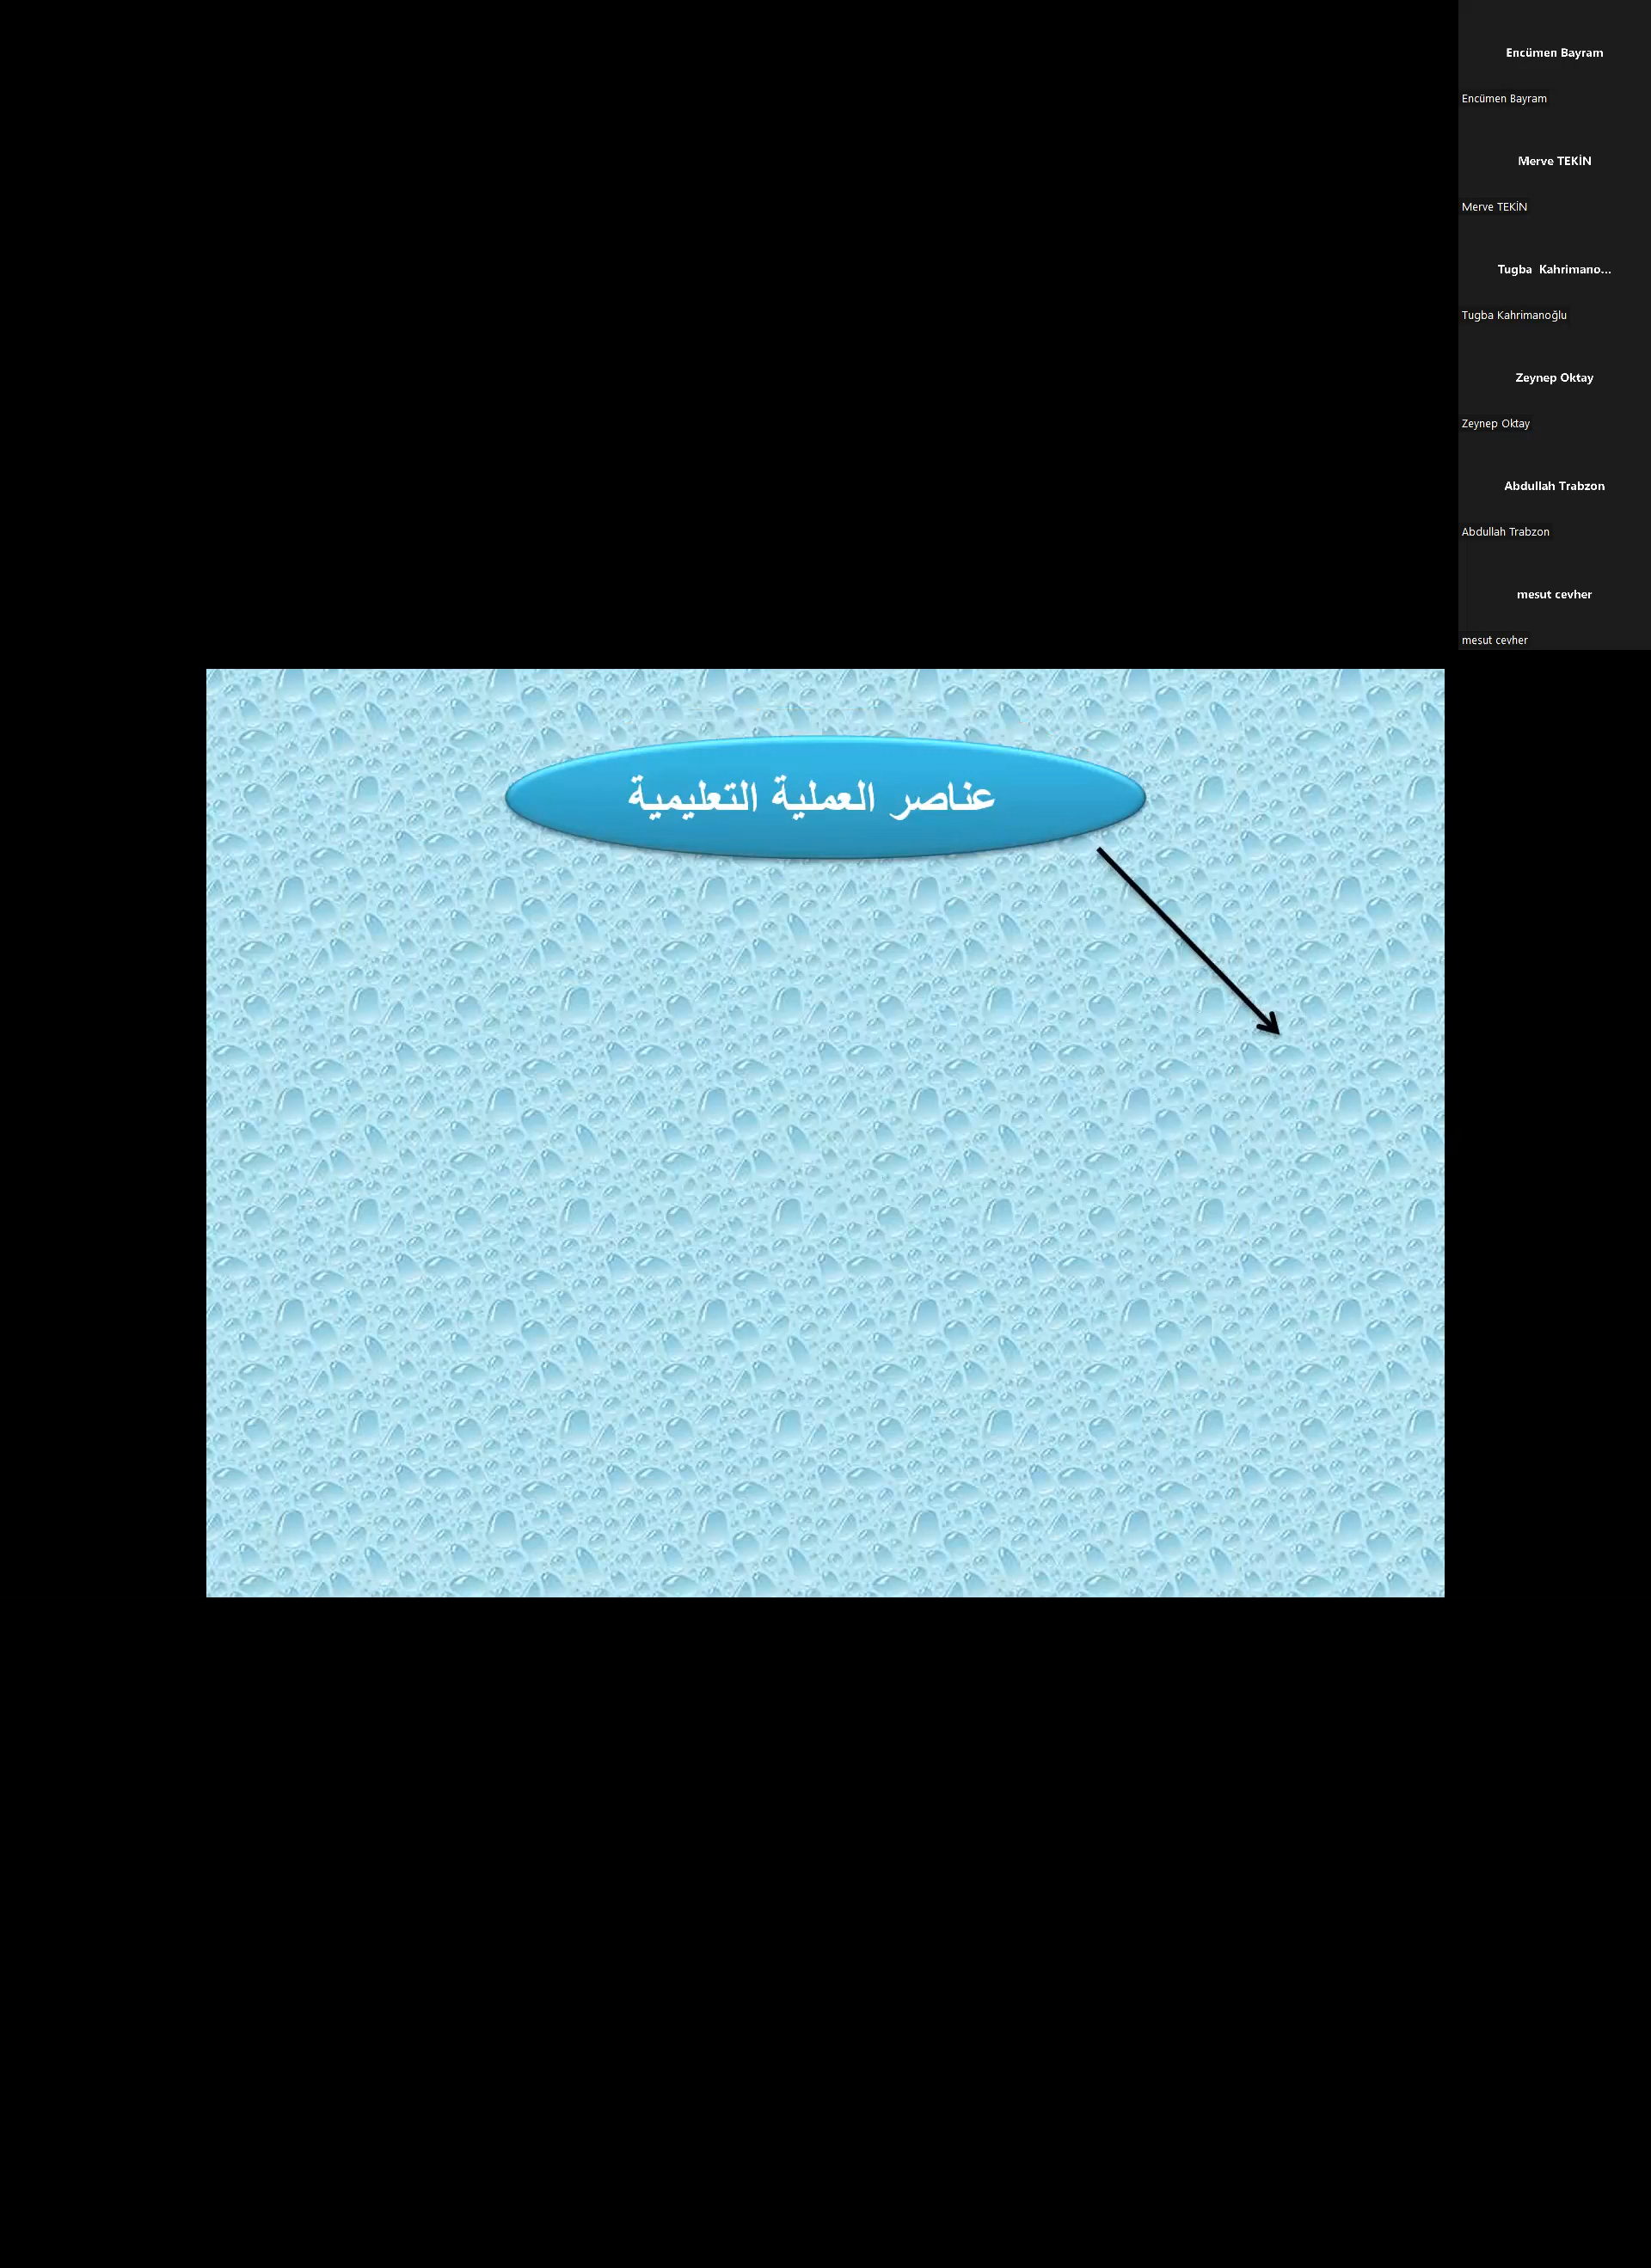 Encümen Bayram
Encümen Bayram
Merve TEKİN
Merve TEKİN
Tugba Kahrimano...
Tugba Kahrimanoğlu
Zeynep Oktay
Zeynep Oktay
Abdullah Trabzon
Abdullah Trabzon
mesut cevher
mesut cevher
عناصر العملية التعليمية